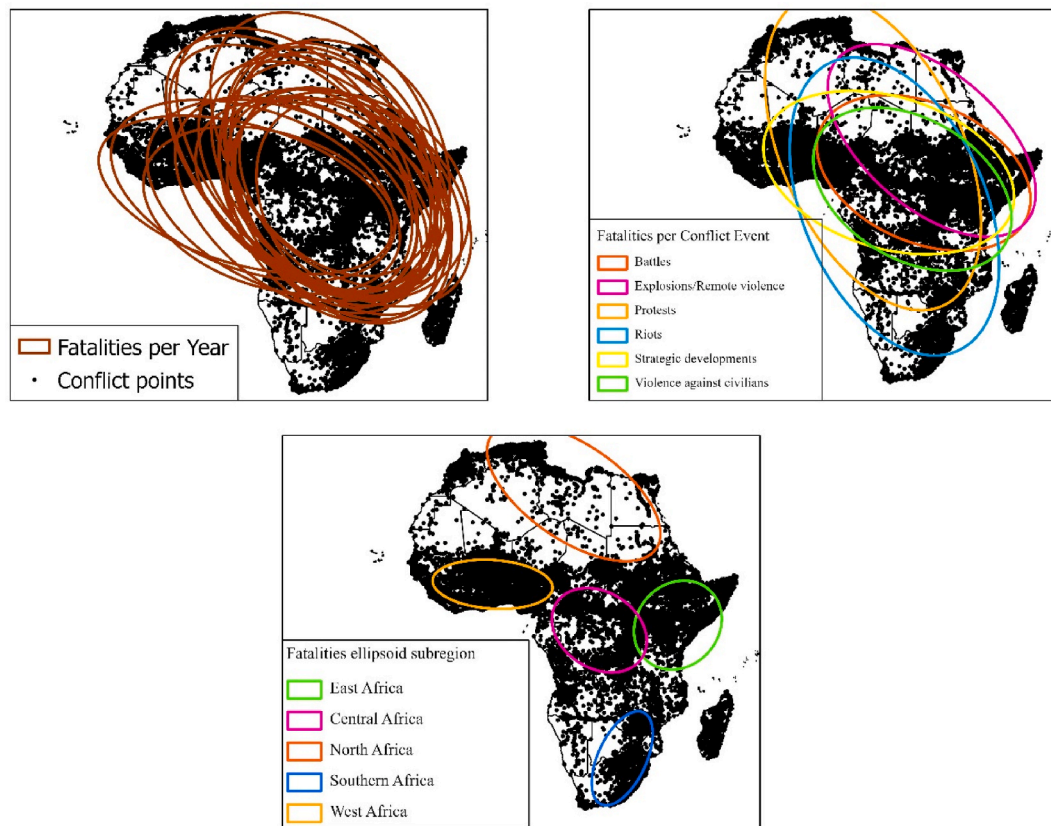 Fatalities per Year
Conflict points
Fatalities per Conflict Event
Battles
Explosions/Remote violence
Protests
Riots
Strategic developments
Violence against civilians
Fatalities ellipsoid subregion
East Africa
Central Africa
North Africa
Southern Africa
West Africa